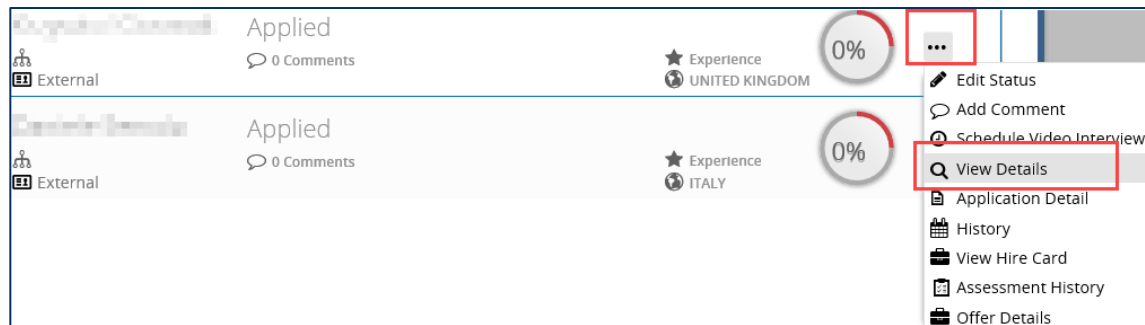 Applied
0 Comments
External
Experience
UNITED KINGDOM
0%
...
Applied
0 Comments
External
Experience
ITALY
0%
Edit Status
Add Comment
Schedule Video Interview
View Details
Application Detail
History
View Hire Card
Assessment History
Offer Details